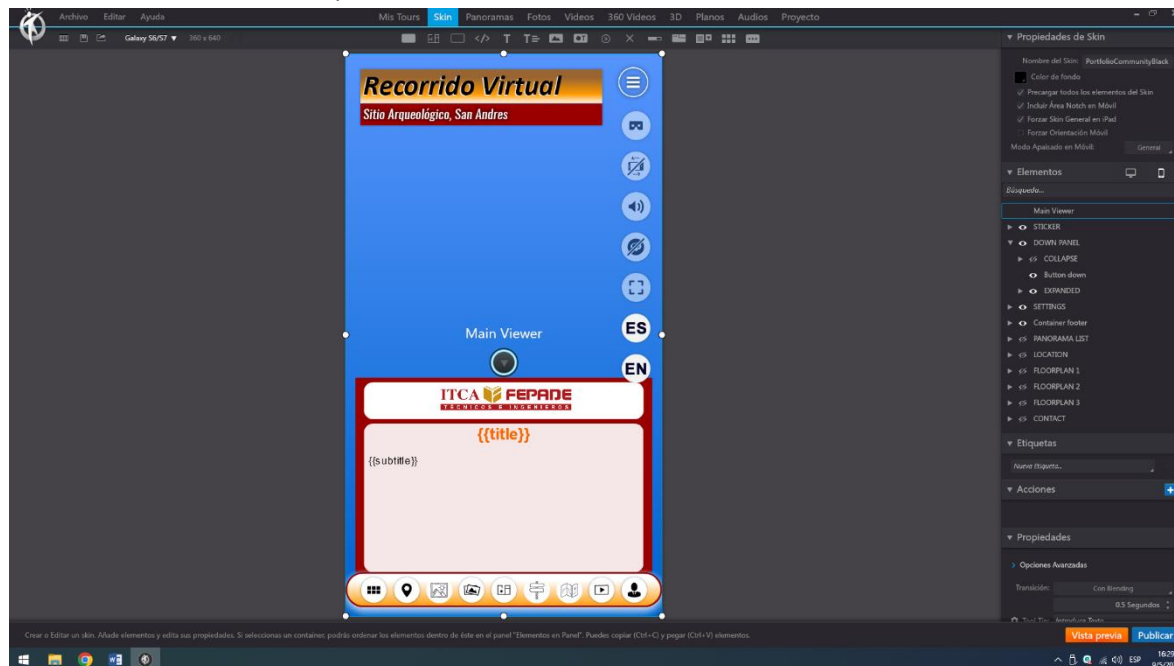 Archivo Editar Ayuda
Mis Tours Skin Panoramas Fotos Videos 360 Videos 3D Planos Audios Proyecto
Galaxy S6/S7 ▼ 360 x 640
Recorrido Virtual
Sitio Arqueológico, San Andres
ES
Main Viewer
EN
ITCA FEPADE
TÉCNICOS E INGENIEROS
{{title}}
{{subtitle}}
Propiedades de Skin
Nombre del Skin: PortfolioCommunityBlack
Color de fondo
Precargar todos los elementos del Skin
Incluir Área Notch en Móvil
Forzar Skin General en iPad
Forzar Orientación Móvil
Modo Apaisado en Móvil: General
Elementos
Búsqueda...
Main Viewer
STICKER
DOWN PANEL
COLLAPSE
Button down
EXPANDED
SETTINGS
Container footer
PANORAMA LIST
LOCATION
FLOORPLAN 1
FLOORPLAN 2
FLOORPLAN 3
CONTACT
Etiquetas
Nueve Etiqueta...
Acciones
Propiedades
Opciones Avanzadas
Transición: Con Blending
0.5 Segundos
Tool Tip: Introduce Texto
Crear o Editar un skin. Añade elementos y edita sus propiedades. Si seleccionas un container, podrás ordenar los elementos dentro de éste en el panel "Elementos en Panel". Puedes copiar (Ctrl+C) y pegar (Ctrl+V) elementos.
Vista previa Publicar
ESP